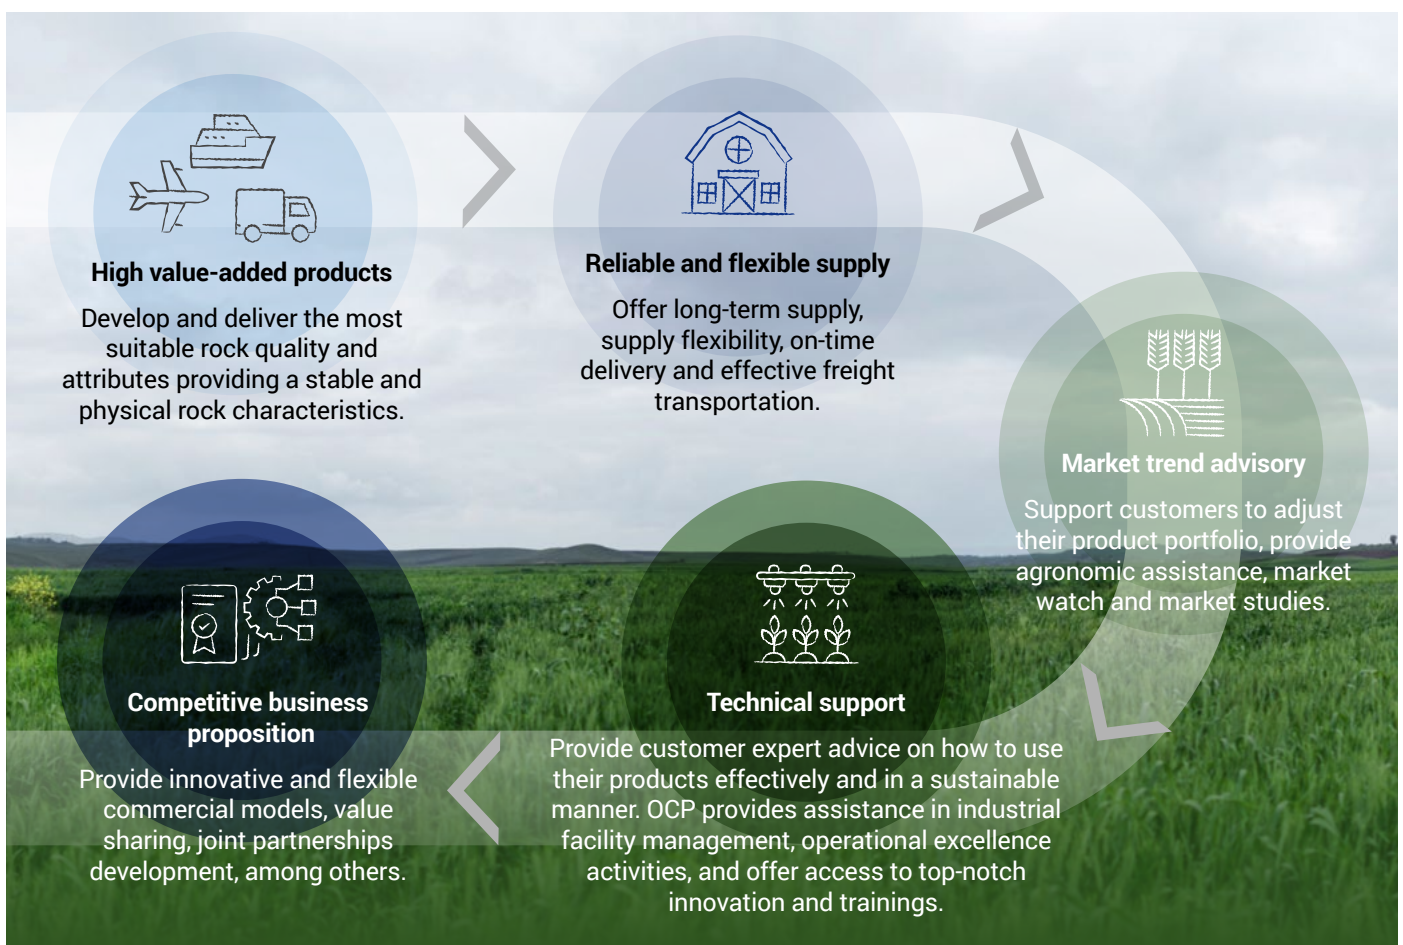 High value-added products
Develop and deliver the most
suitable rock quality and
attributes providing a stable and
physical rock characteristics.
Reliable and flexible supply
Offer long-term supply,
supply flexibility, on-time
delivery and effective freight
transportation.
Market trend advisory
Support customers to adjust
their product portfolio, provide
agronomic assistance, market
watch and market studies.
Technical support
Provide customer expert advice on how to use
their products effectively and in a sustainable
manner. OCP provides assistance in industrial
facility management, operational excellence
activities, and offer access to top-notch
innovation and trainings.
Competitive business
proposition
Provide innovative and flexible
commercial models, value
sharing, joint partnerships
development, among others.